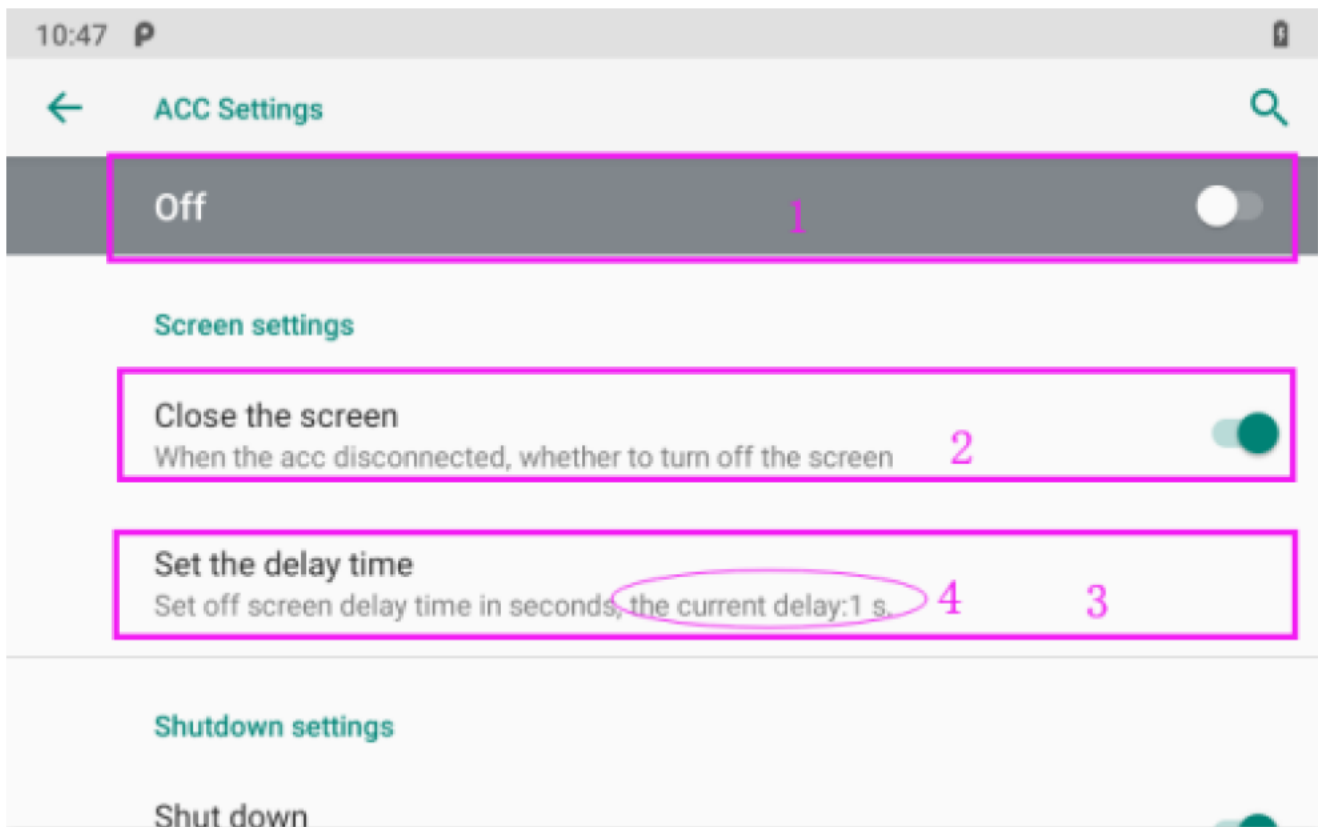 10:47
ACC Settings
Off
1
Screen settings
Close the screen
When the acc disconnected, whether to turn off the screen
2
Set the delay time
Set off screen delay time in seconds, the current delay:1 s.
4
3
Shutdown settings
Shut down